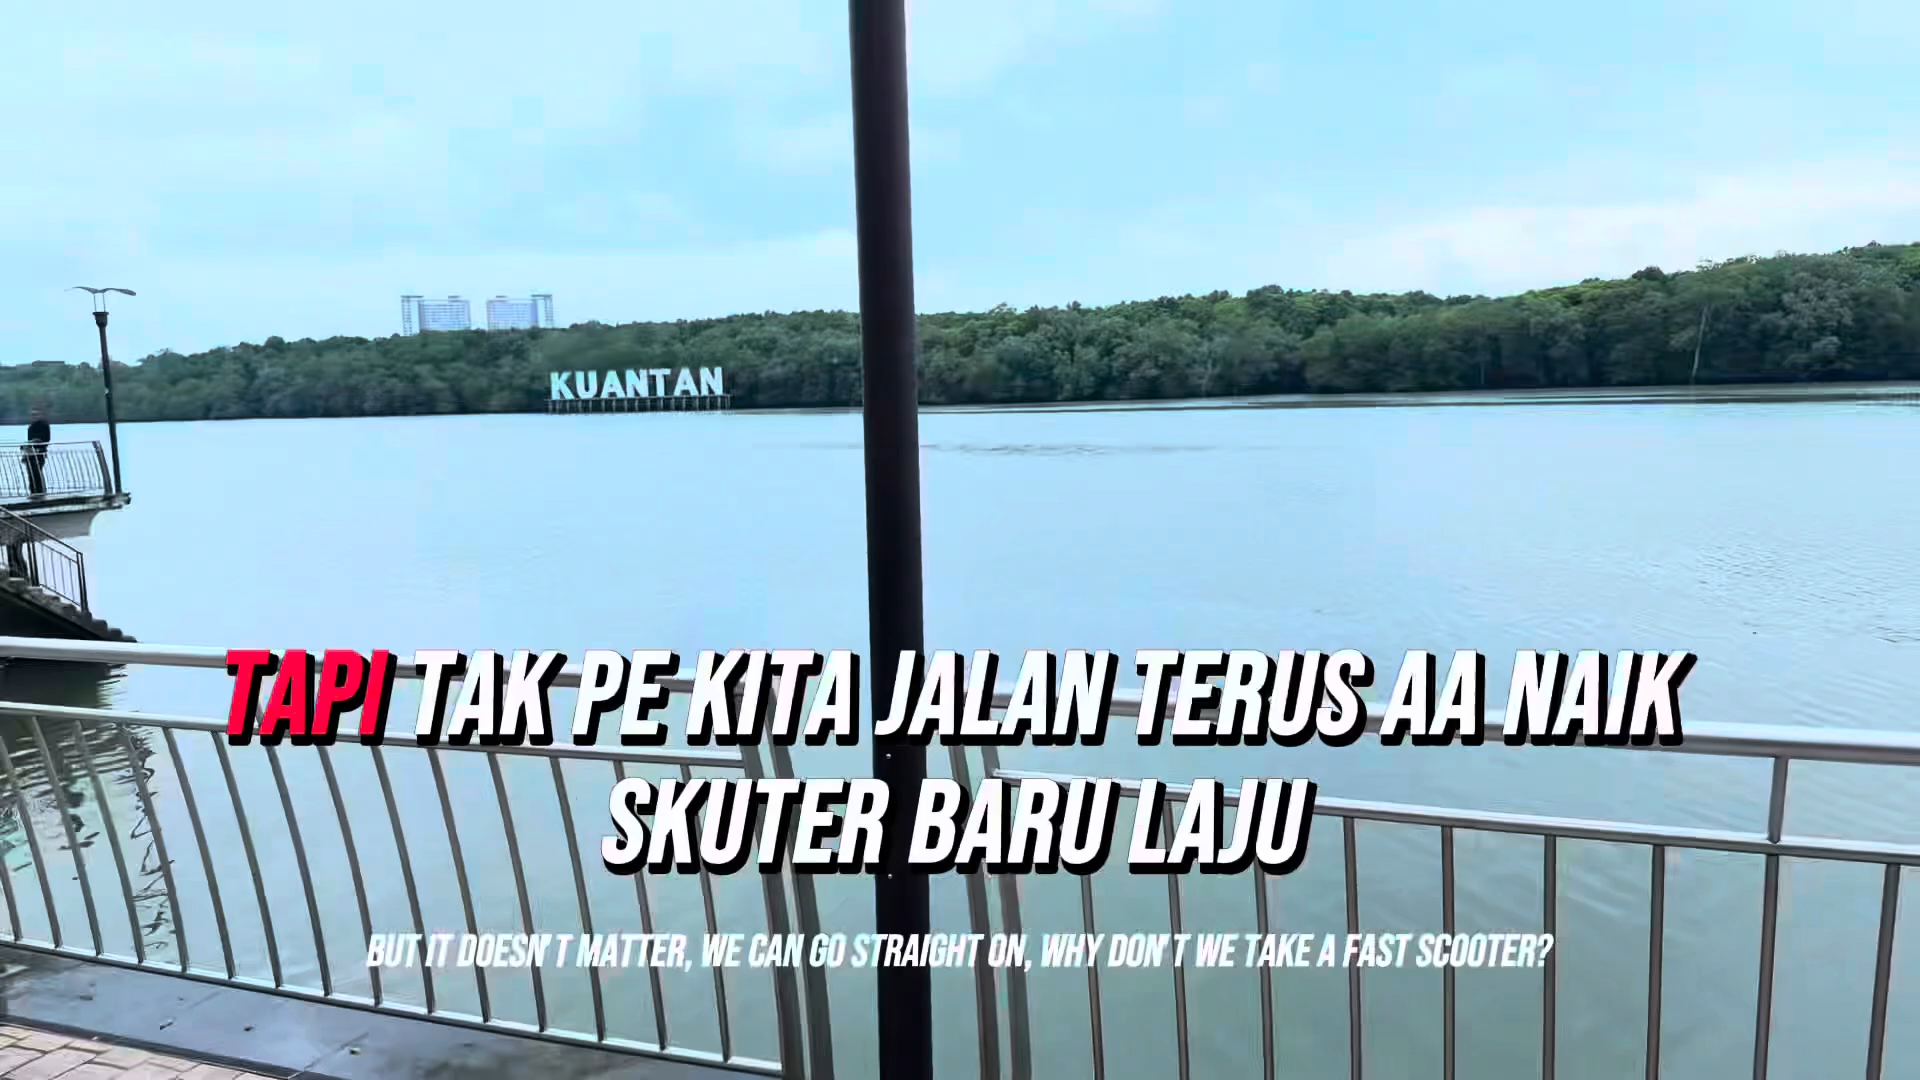 KUANTAN
TAPI TAK PE KITA JALAN TERUS AA NAIK
SKUTER BARU LAJU
BUT IT DOESN'T MATTER, WE CAN GO STRAIGHT ON, WHY DON'T WE TAKE A FAST SCOOTER?